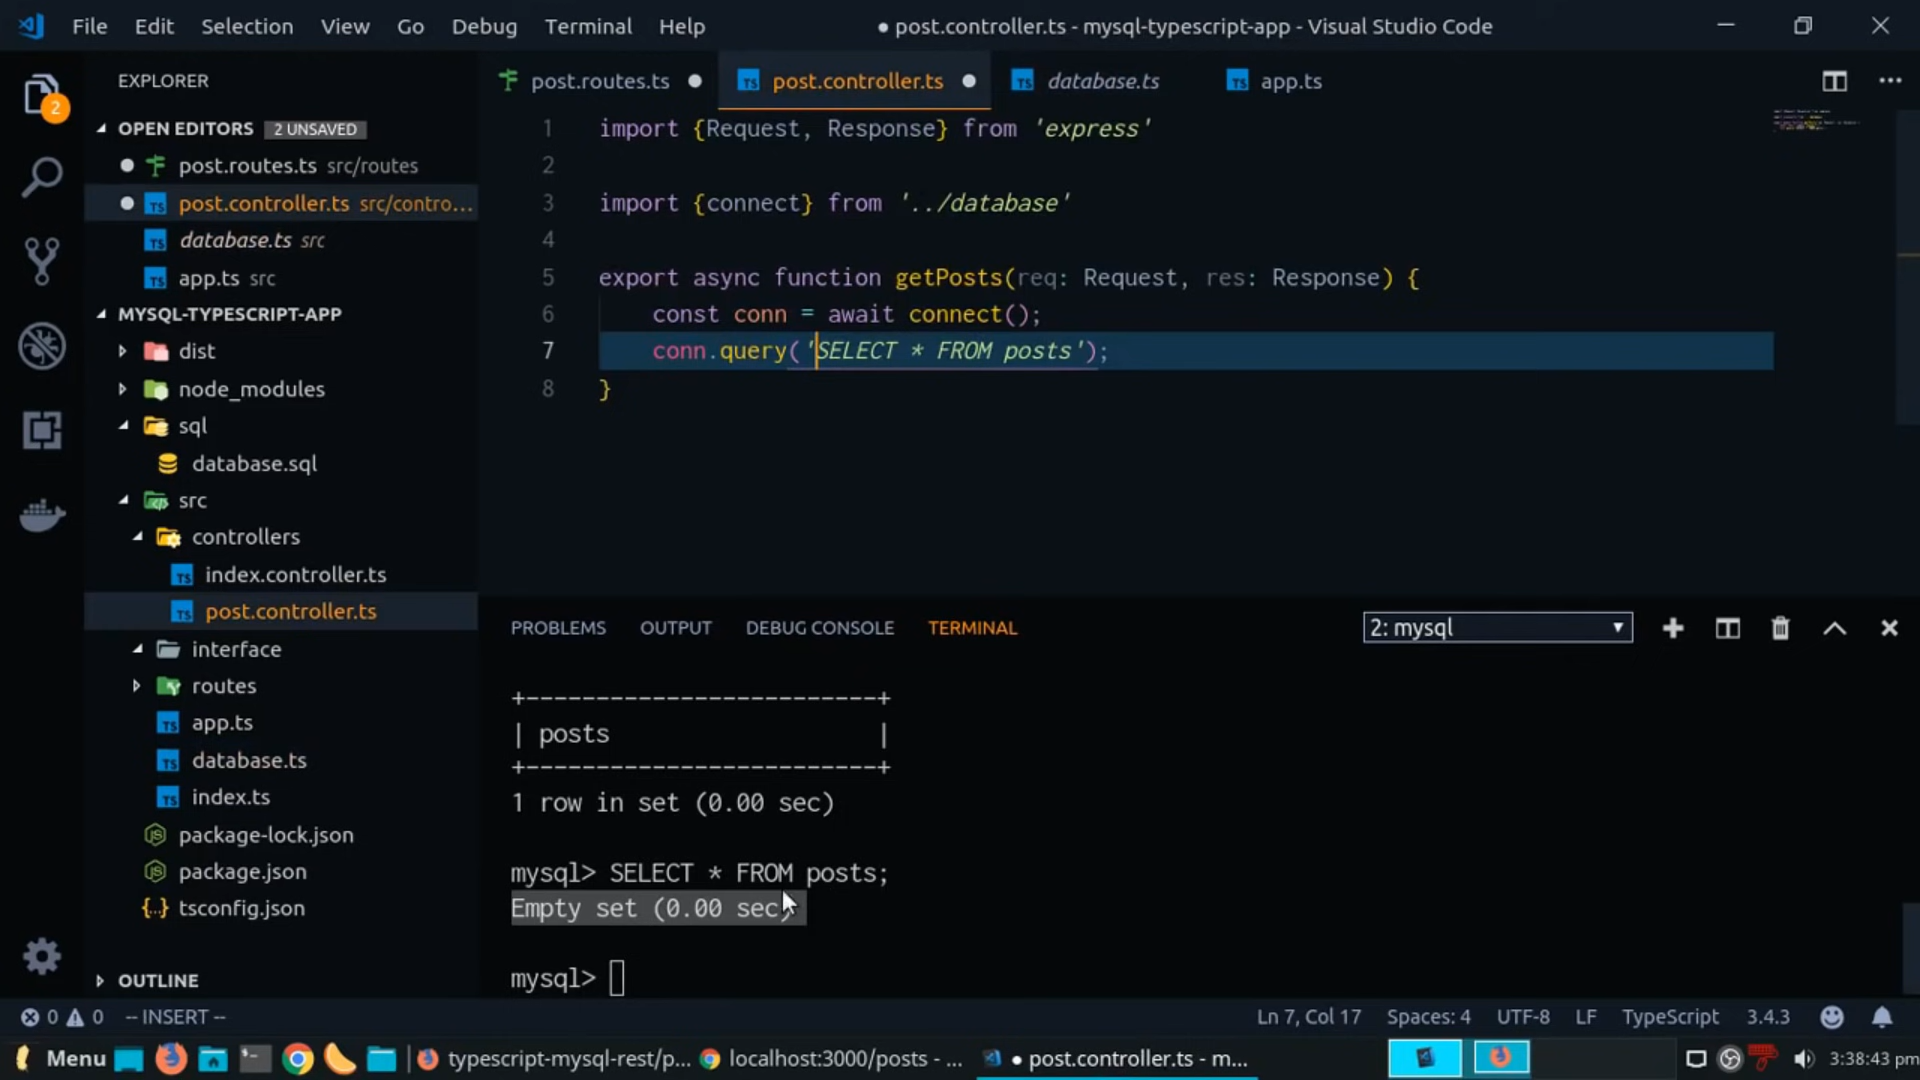 File Edit Selection View Go Debug Terminal Help
● post.controller.ts - mysql-typescript-app - Visual Studio Code
EXPLORER
2
OPEN EDITORS 2 UNSAVED
post.routes.ts src/routes
post.controller.ts src/contro...
database.ts src
app.ts src
MYSQL-TYPESCRIPT-APP
dist
node_modules
sql
database.sql
src
controllers
index.controller.ts
post.controller.ts
interface
routes
app.ts
database.ts
index.ts
package-lock.json
package.json
tsconfig.json
OUTLINE
post.routes.ts post.controller.ts database.ts app.ts
1 import {Request, Response} from 'express'
2
3 import {connect} from '../database'
4
5 export async function getPosts(req: Request, res: Response) {
6 const conn = await connect();
7 conn.query('SELECT * FROM posts');
8 }
PROBLEMS OUTPUT DEBUG CONSOLE TERMINAL 2: mysql
+--------------------------+
| posts |
+--------------------------+
1 row in set (0.00 sec)
mysql> SELECT * FROM posts;
Empty set (0.00 sec)
mysql>
0 0 -- INSERT -- Ln 7, Col 17 Spaces: 4 UTF-8 LF TypeScript 3.4.3
Menu typescript-mysql-rest/p... localhost:3000/posts - ... ● post.controller.ts - m... 3:38:43 pm